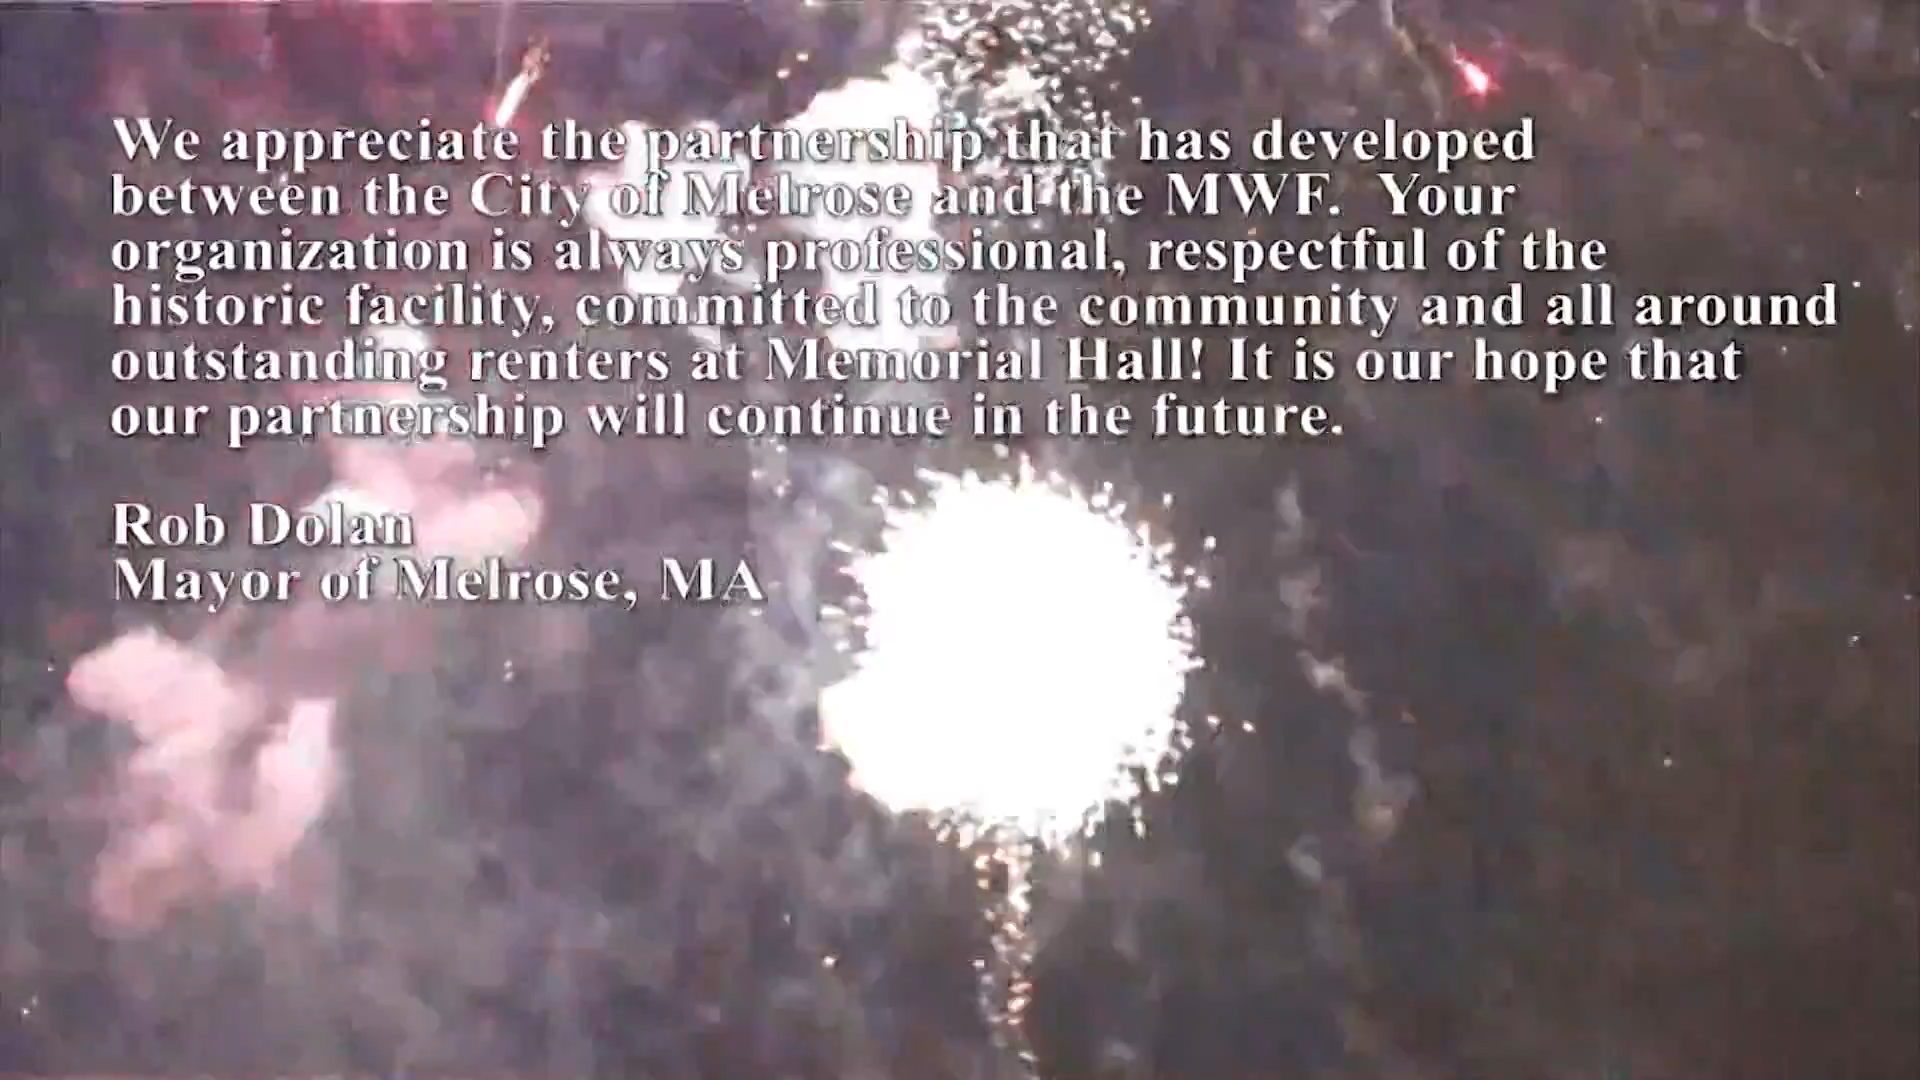 We appreciate the partnership that has developed
between the City of Melrose and the MWF.  Your
organization is always professional, respectful of the
historic facility, committed to the community and all around
outstanding renters at Memorial Hall! It is our hope that
our partnership will continue in the future.

Rob Dolan
Mayor of Melrose, MA